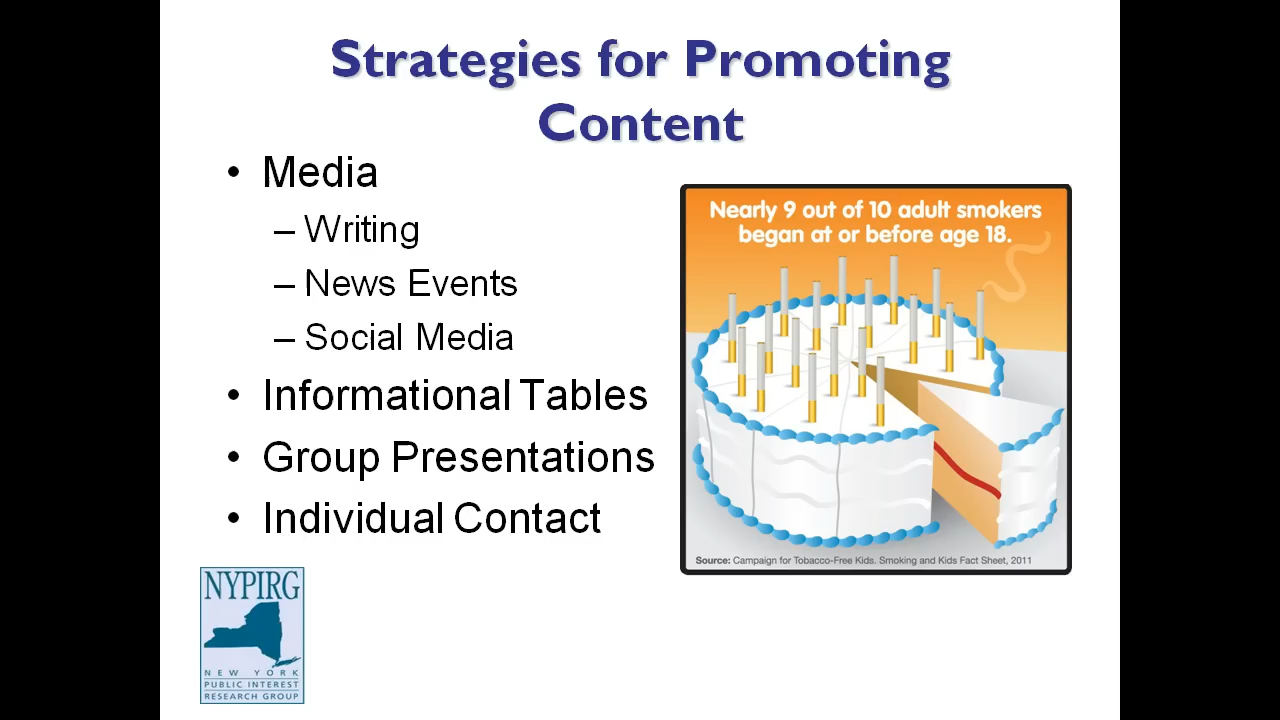 Strategies for Promoting
Content
• Media
– Writing
– News Events
– Social Media
• Informational Tables
• Group Presentations
• Individual Contact
Nearly 9 out of 10 adult smokers
began at or before age 18.
Source: Campaign for Tobacco-Free Kids. Smoking and Kids Fact Sheet, 2011
NYPIRG
NEW YORK
PUBLIC INTEREST
RESEARCH GROUP